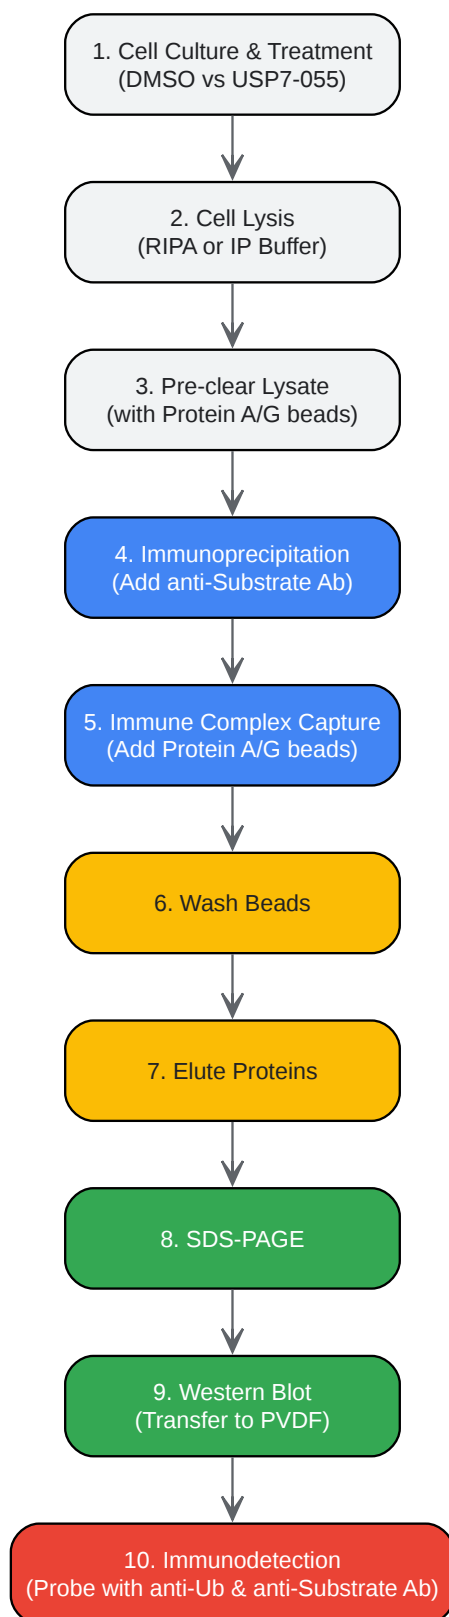 1. Cell Culture & Treatment
(DMSO vs USP7-055)
2. Cell Lysis
(RIPA or IP Buffer)
3. Pre-clear Lysate
(with Protein A/G beads)
4. Immunoprecipitation
(Add anti-Substrate Ab)
5. Immune Complex Capture
(Add Protein A/G beads)
6. Wash Beads
7. Elute Proteins
8. SDS-PAGE
9. Western Blot
(Transfer to PVDF)
10. Immunodetection
(Probe with anti-Ub & anti-Substrate Ab)